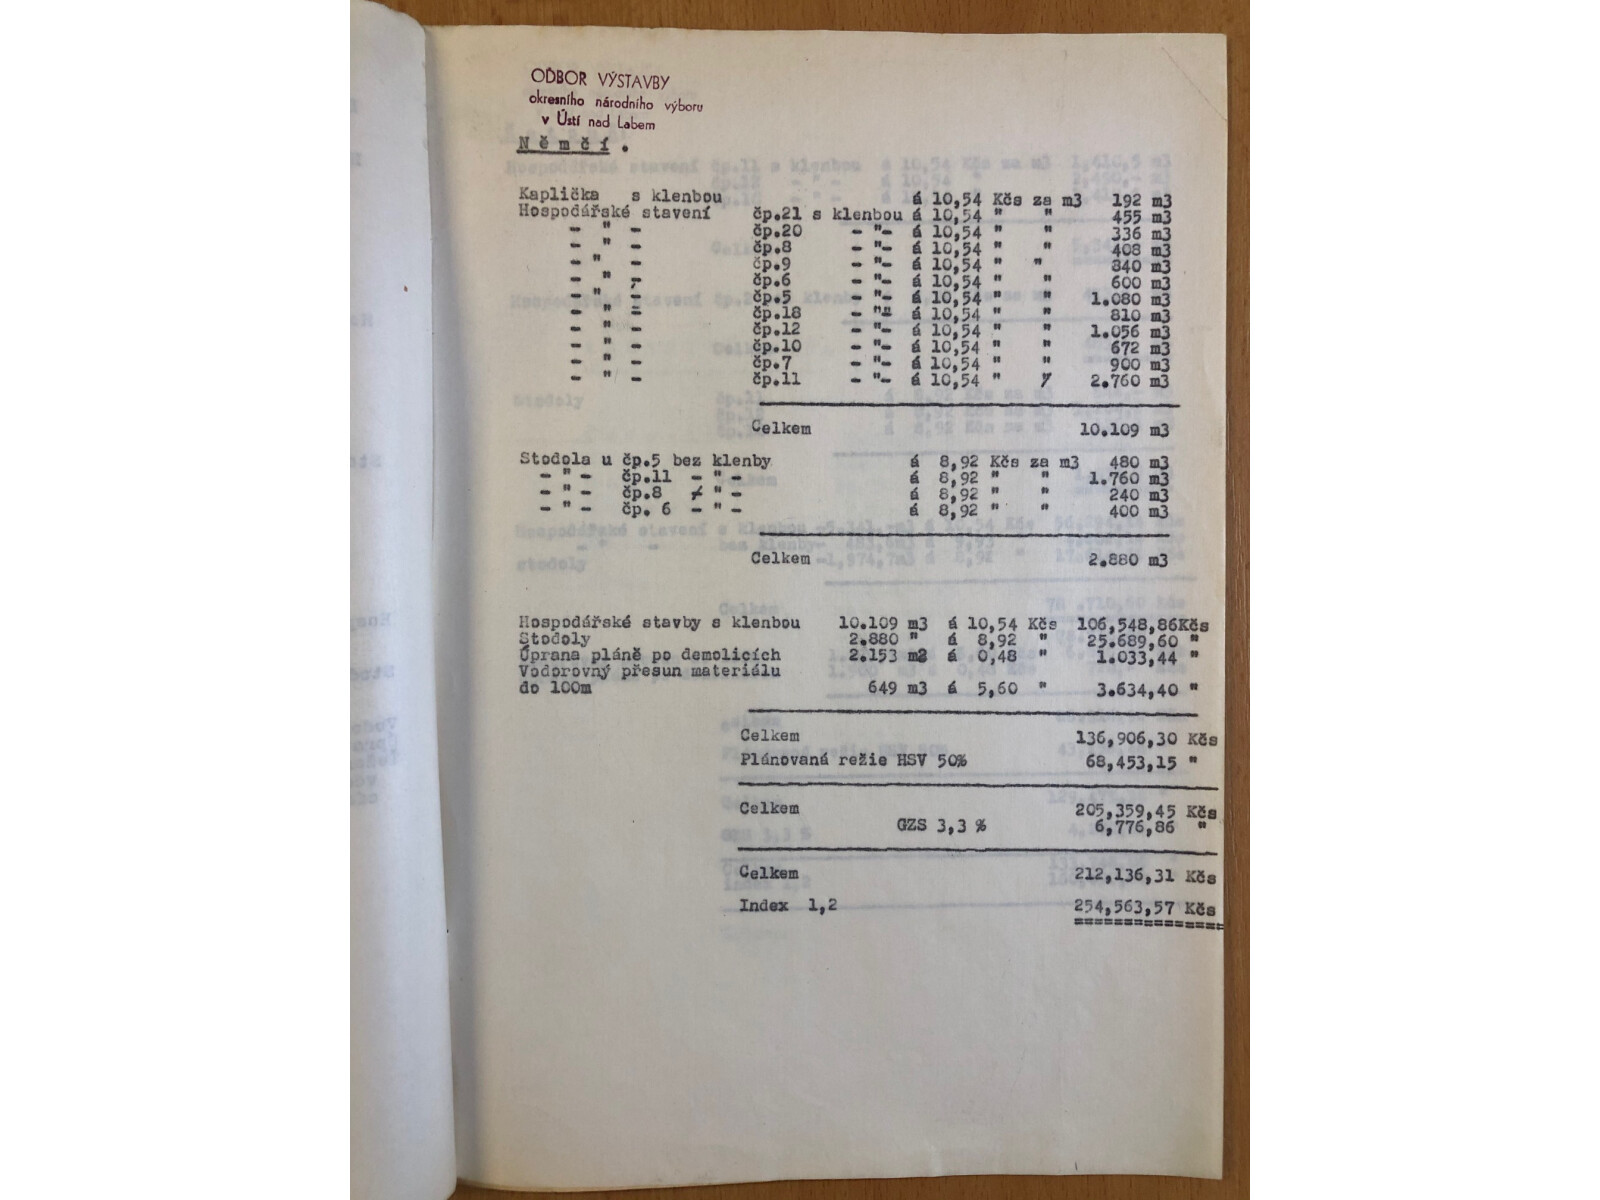 ODBOR VÝSTAVBY
okresního národního výboru
v Ústí nad Labem
Němčí.
Kaplička s klenbou á 10,54 Kčs za m3 192 m3
Hospodářské stavení čp.21 s klenbou á 10,54 " " 455 m3
- " - čp.20 - "- á 10,54 " " 336 m3
- " - čp.8 - "- á 10,54 " " 408 m3
- " - čp.9 - "- á 10,54 " " 840 m3
- " - čp.6 - "- á 10,54 " " 600 m3
- " - čp.5 - "- á 10,54 " " 1.080 m3
- " - čp.18 - "- á 10,54 " " 810 m3
- " - čp.12 - "- á 10,54 " " 1.056 m3
- " - čp.10 - "- á 10,54 " " 672 m3
- " - čp.7 - "- á 10,54 " " 900 m3
- " - čp.11 - "- á 10,54 " " 2.760 m3
Celkem 10.109 m3
Stodola u čp.5 bez klenby á 8,92 Kčs za m3 480 m3
- " - čp.11 - " - á 8,92 " " 1.760 m3
- " - čp.8 - " - á 8,92 " " 240 m3
- " - čp. 6 - " - á 8,92 " " 400 m3
Celkem 2.880 m3
Hospodářské stavby s klenbou 10.109 m3 á 10,54 Kčs 106,548,86Kčs
Stodoly 2.880 " á 8,92 " 25.689,60 "
Úprana pláně po demolicích 2.153 m2 á 0,48 " 1.033,44 "
Vodorovný přesun materiálu
do 100m 649 m3 á 5,60 " 3.634,40 "
Celkem 136,906,30 Kčs
Plánovaná režie HSV 50% 68,453,15 "
Celkem 205,359,45 Kčs
GZS 3,3 % 6,776,86 "
Celkem 212,136,31 Kčs
Index 1,2 254,563,57 Kčs